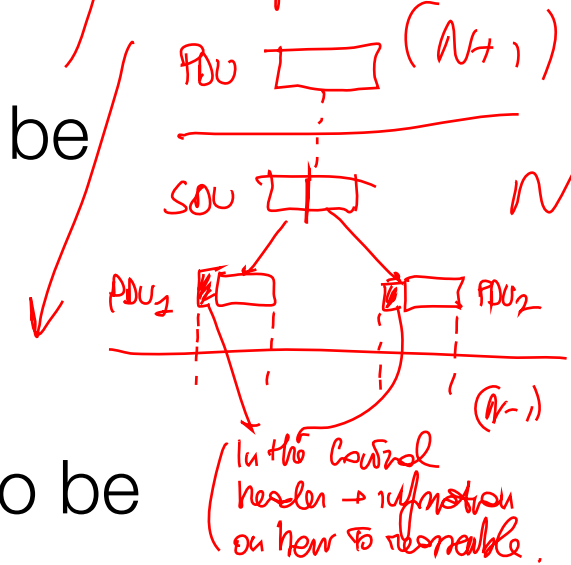 PDU (N+1)
be
SDU N
PDU1 PDU2
(N-1)
In the control
o be
header → information
on how to reassemble.